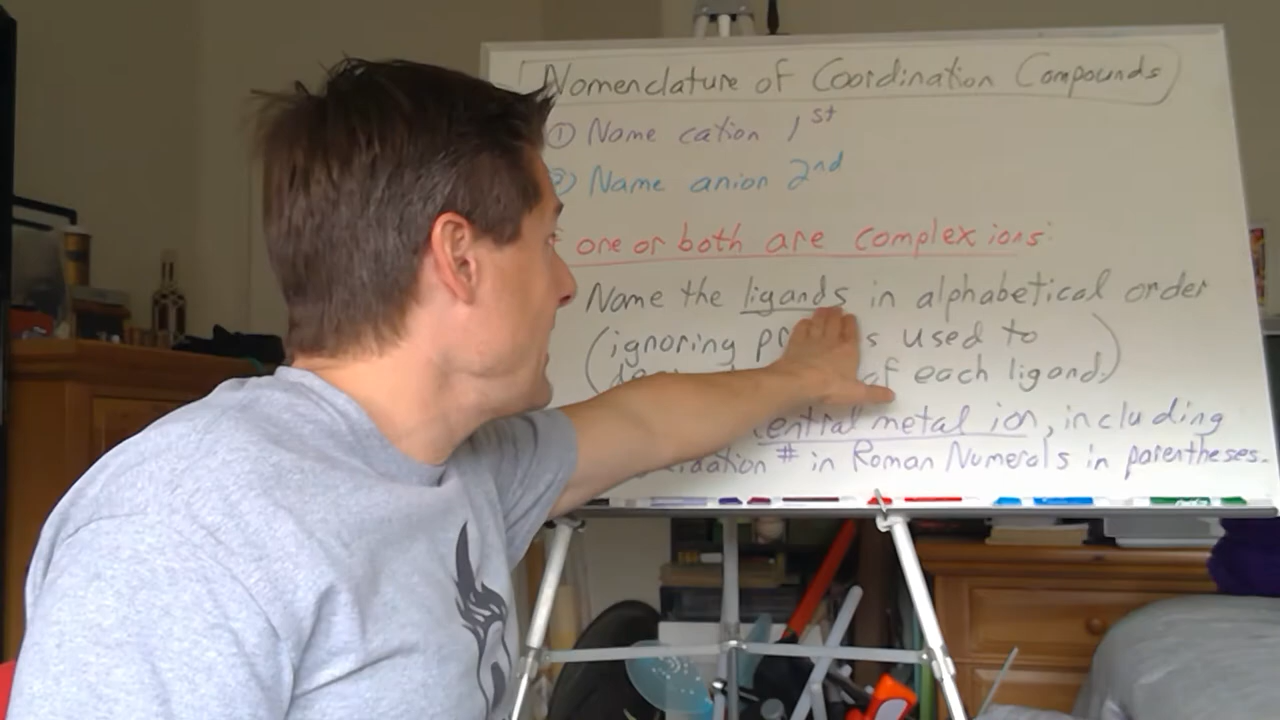 Nomenclature of Coordination Compounds
① Name cation 1st
② Name anion 2nd
one or both are complex ions:
Name the ligands in alphabetical order
(ignoring used to
of each ligand.)
central metal ion, including
# in Roman Numerals in parentheses.